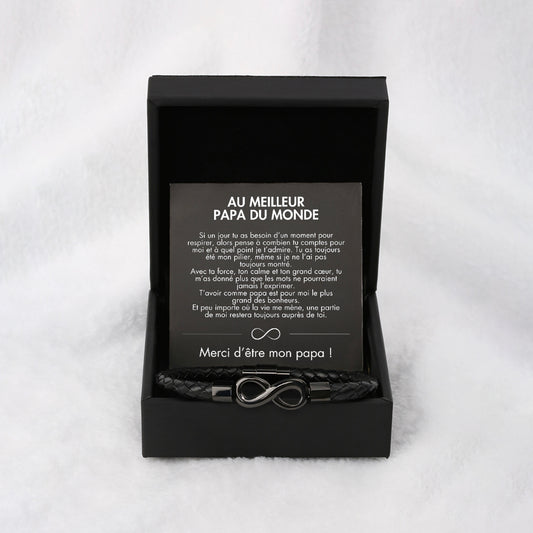 AU MEILLEUR
PAPA DU MONDE
Si un jour tu as besoin d'un moment pour
respirer, alors pense à combien tu comptes pour
moi et à quel point je t'admire. Tu as toujours
été mon pilier, même si je ne l'ai pas
toujours montré.
Avec ta force, ton calme et ton grand cœur, tu
m'as donné plus que les mots ne pourraient
jamais l'exprimer.
T'avoir comme papa est pour moi le plus
grand des bonheurs.
Et peu importe où la vie me mène, une partie
de moi restera toujours auprès de toi.
Merci d'être mon papa !